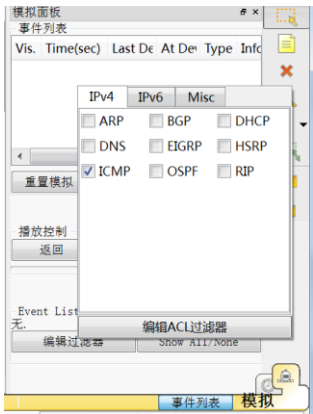 模拟面板
事件列表
Vis. Time(sec) Last De At De Type Info
IPv4 IPv6 Misc
ARP BGP DHCP
DNS EIGRP HSRP
ICMP OSPF RIP
重置模拟
播放控制
返回
Event List
无.
编辑ACL过滤器
编辑过滤器 Show All/None
事件列表 模拟